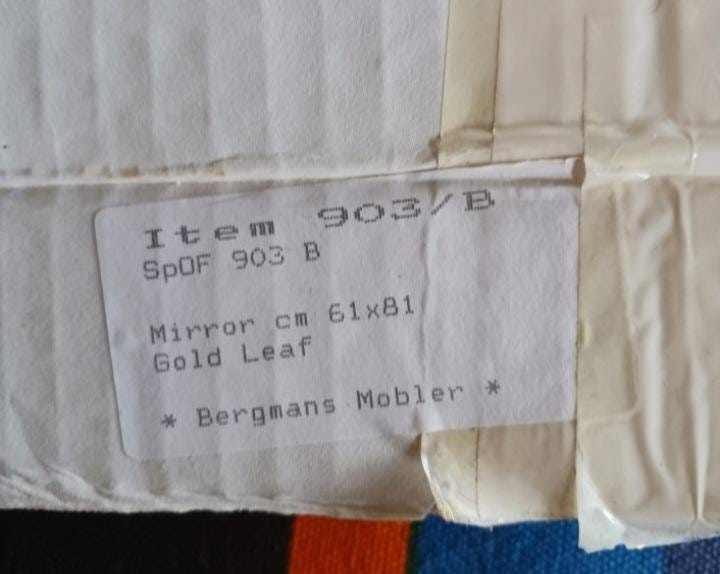 Item 903/B
SpOF 903 B
Mirror cm 61x81
Gold Leaf
* Bergmans Mobler *